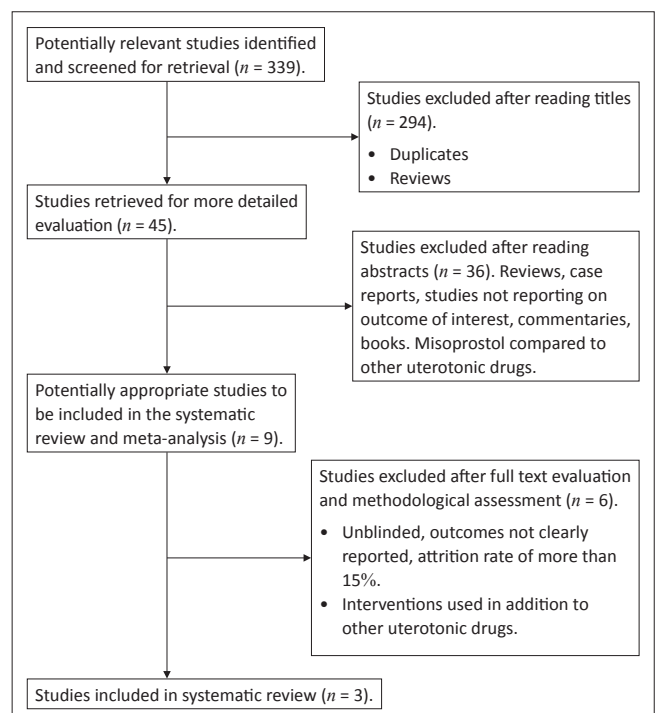 Potentially relevant studies identified
and screened for retrieval (n = 339).
Studies excluded after reading titles
(n = 294).
• Duplicates
• Reviews
Studies retrieved for more detailed
evaluation (n = 45).
Studies excluded after reading
abstracts (n = 36). Reviews, case
reports, studies not reporting on
outcome of interest, commentaries,
books. Misoprostol compared to
other uterotonic drugs.
Potentially appropriate studies to
be included in the systematic
review and meta-analysis (n = 9).
Studies excluded after full text evaluation
and methodological assessment (n = 6).
• Unblinded, outcomes not clearly
reported, attrition rate of more than
15%.
• Interventions used in addition to
other uterotonic drugs.
Studies included in systematic review (n = 3).